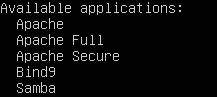 Available applications:
Apache
Apache Full
Apache Secure
Bind9
Samba